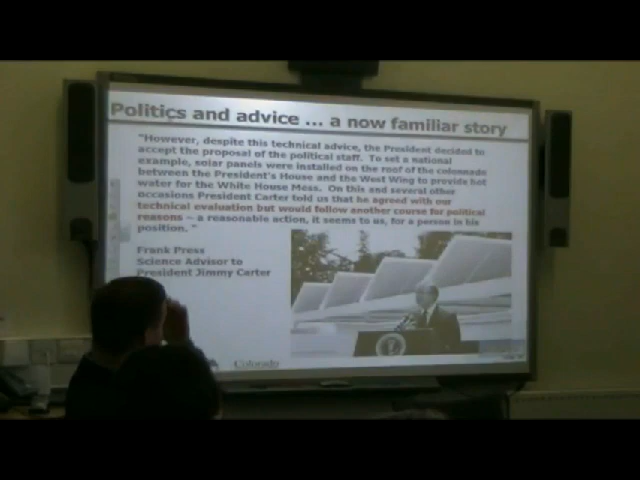 Politics and advice ... a now familiar story
"However, despite this technical advice, the President decided to
accept the proposal of the political staff. To set a national
example, solar panels were installed on the roof of the colonnade
between the President's House and the West Wing to provide hot
water for the White House Mess. On this and several other
occasions President Carter told us that he agreed with our
technical evaluation but would follow another course for political
reasons – a reasonable action, it seems to us, for a person in his
position. "
Frank Press
Science Advisor to
President Jimmy Carter
Colorado